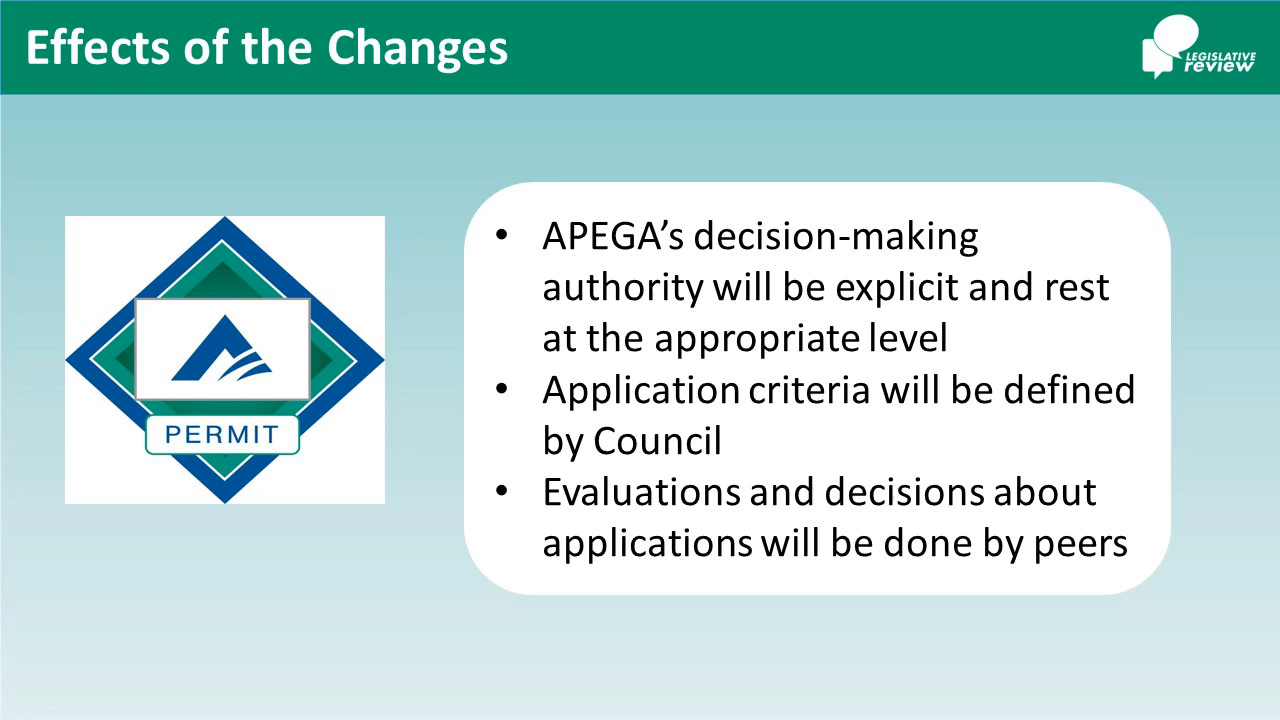 Effects of the Changes
LEGISLATIVE
review
PERMIT
• APEGA’s decision-making
authority will be explicit and rest
at the appropriate level
• Application criteria will be defined
by Council
• Evaluations and decisions about
applications will be done by peers